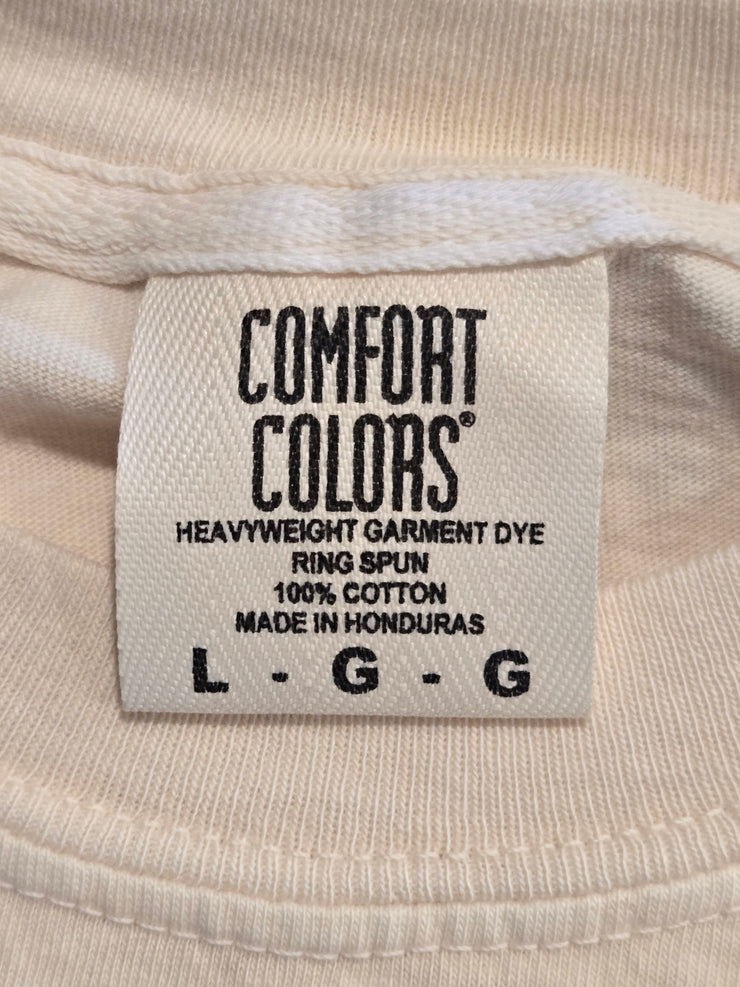 COMFORT
COLORS®
HEAVYWEIGHT GARMENT DYE
RING SPUN
100% COTTON
MADE IN HONDURAS
L - G - G